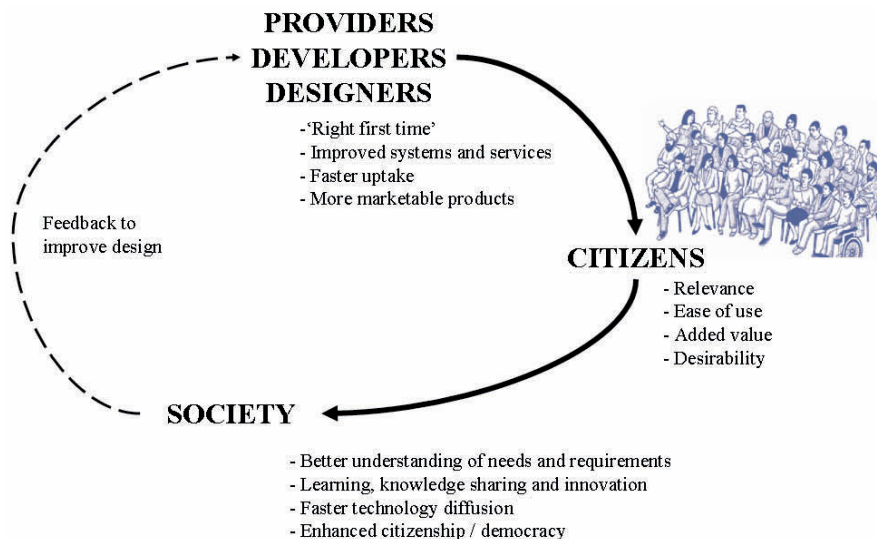 PROVIDERS
DEVELOPERS
DESIGNERS
-‘Right first time’
- Improved systems and services
- Faster uptake
- More marketable products
Feedback to
improve design
CITIZENS
- Relevance
- Ease of use
- Added value
- Desirability
SOCIETY
- Better understanding of needs and requirements
- Learning, knowledge sharing and innovation
- Faster technology diffusion
- Enhanced citizenship / democracy